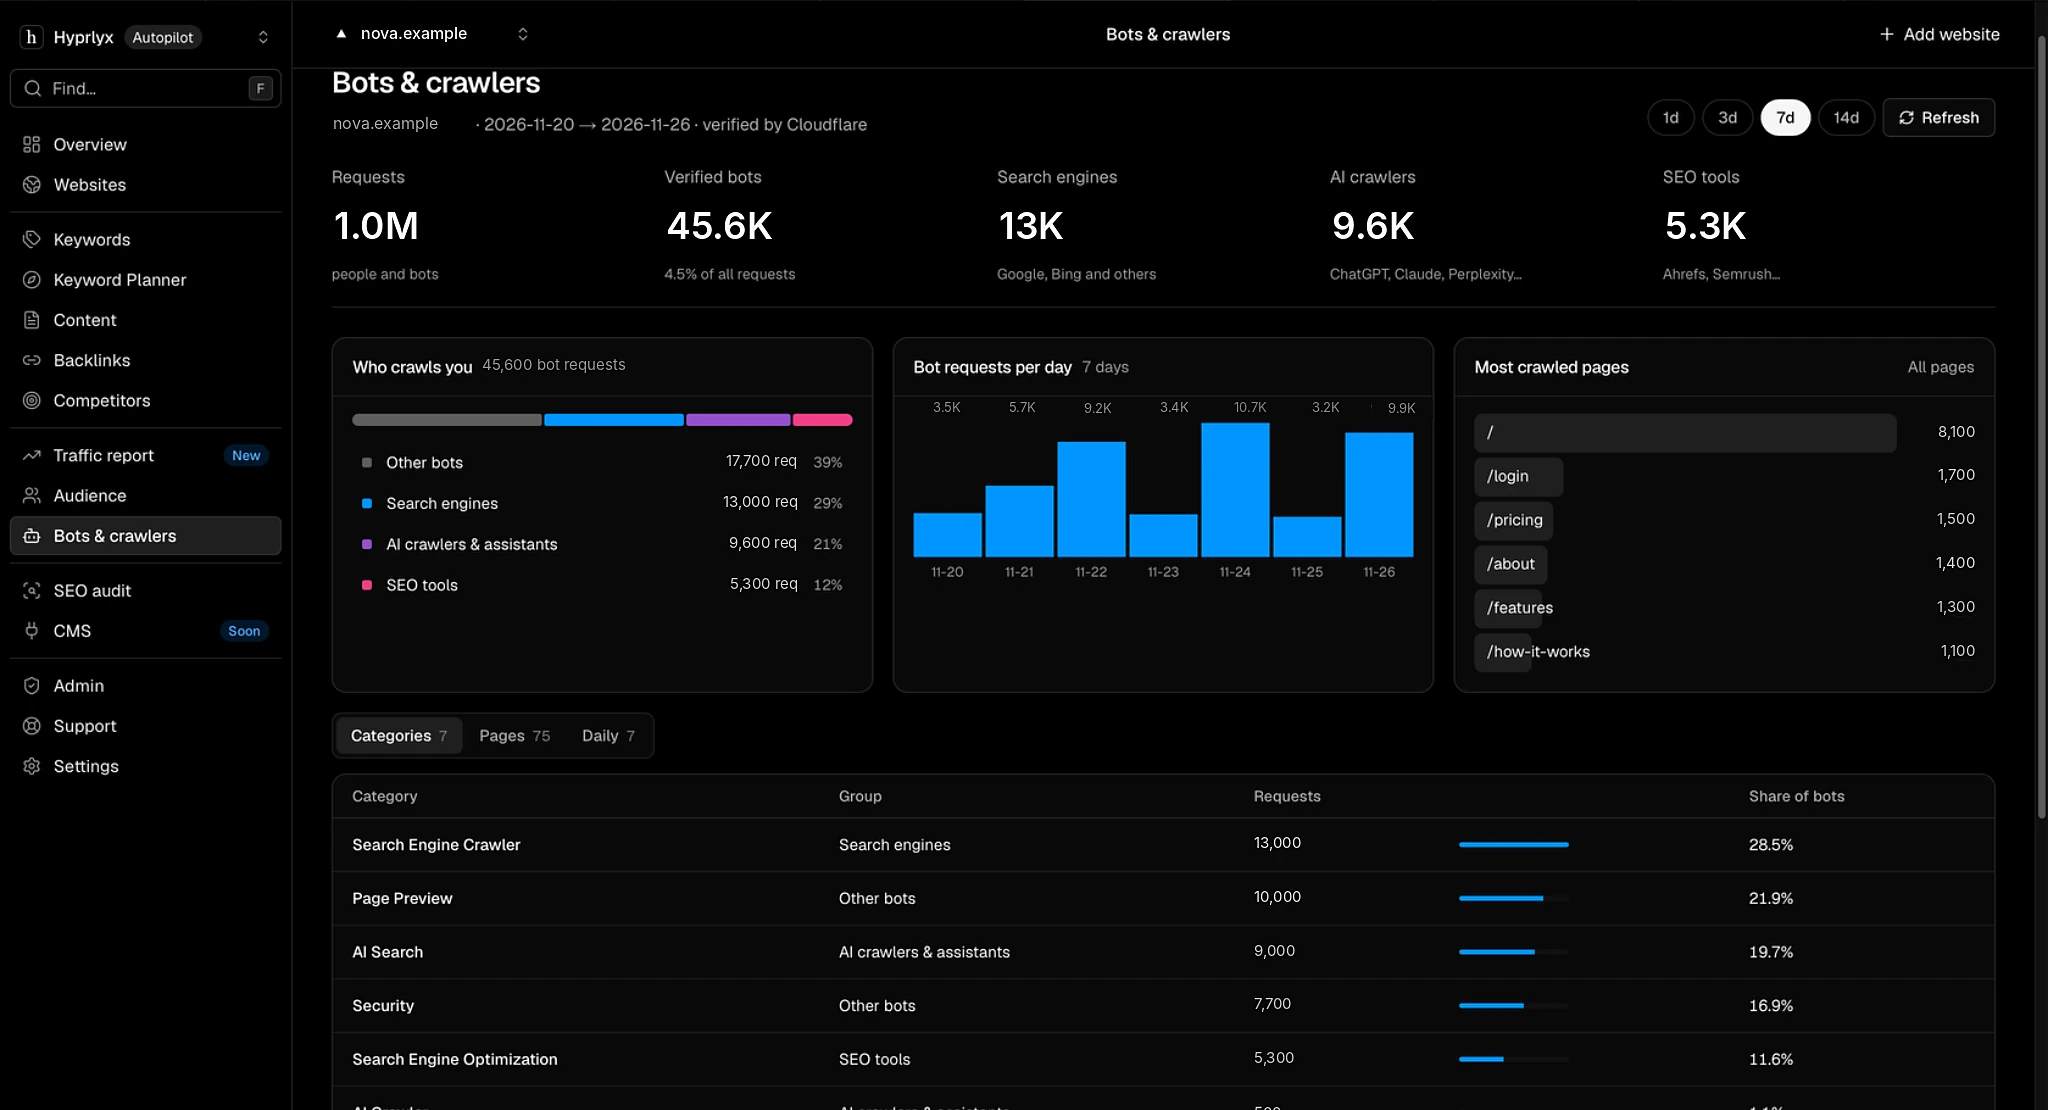 h Hyprlyx Autopilot
Find... F
Overview
Websites
Keywords
Keyword Planner
Content
Backlinks
Competitors
Traffic report New
Audience
Bots & crawlers
SEO audit
CMS Soon
Admin
Support
Settings
▲ nova.example
Bots & crawlers
+ Add website
Bots & crawlers
nova.example · 2026-11-20 → 2026-11-26 · verified by Cloudflare
1d 3d 7d 14d Refresh
Requests
1.0M
people and bots
Verified bots
45.6K
4.5% of all requests
Search engines
13K
Google, Bing and others
AI crawlers
9.6K
ChatGPT, Claude, Perplexity...
SEO tools
5.3K
Ahrefs, Semrush...
Who crawls you 45,600 bot requests
Other bots 17,700 req 39%
Search engines 13,000 req 29%
AI crawlers & assistants 9,600 req 21%
SEO tools 5,300 req 12%
Bot requests per day 7 days
3.5K 5.7K 9.2K 3.4K 10.7K 3.2K 9.9K
11-20 11-21 11-22 11-23 11-24 11-25 11-26
Most crawled pages All pages
/ 8,100
/login 1,700
/pricing 1,500
/about 1,400
/features 1,300
/how-it-works 1,100
Categories 7 Pages 75 Daily 7
Category Group Requests Share of bots
Search Engine Crawler Search engines 13,000 28.5%
Page Preview Other bots 10,000 21.9%
AI Search AI crawlers & assistants 9,000 19.7%
Security Other bots 7,700 16.9%
Search Engine Optimization SEO tools 5,300 11.6%